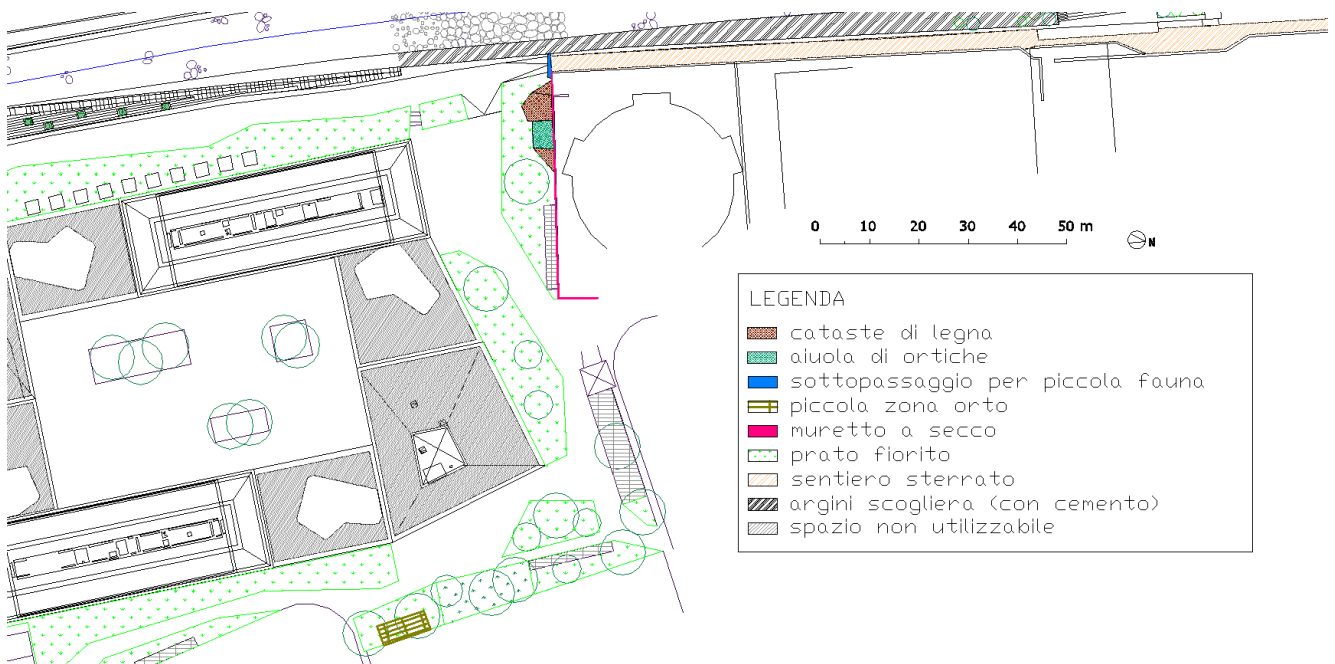 0 10 20 30 40 50 m
N
LEGENDA
cataste di legna
aiuola di ortiche
sottopassaggio per piccola fauna
piccola zona orto
muretto a secco
prato fiorito
sentiero sterrato
argini scogliera (con cemento)
spazio non utilizzabile